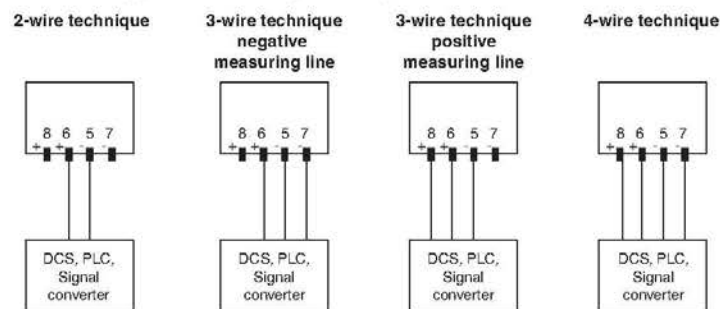 2-wire technique
3-wire technique
negative
measuring line
3-wire technique
positive
measuring line
4-wire technique
8 6 5 7
+ + - -
8 6 5 7
+ + - -
8 6 5 7
+ + - -
8 6 5 7
+ + - -
DCS, PLC,
Signal
converter
DCS, PLC,
Signal
converter
DCS, PLC,
Signal
converter
DCS, PLC,
Signal
converter